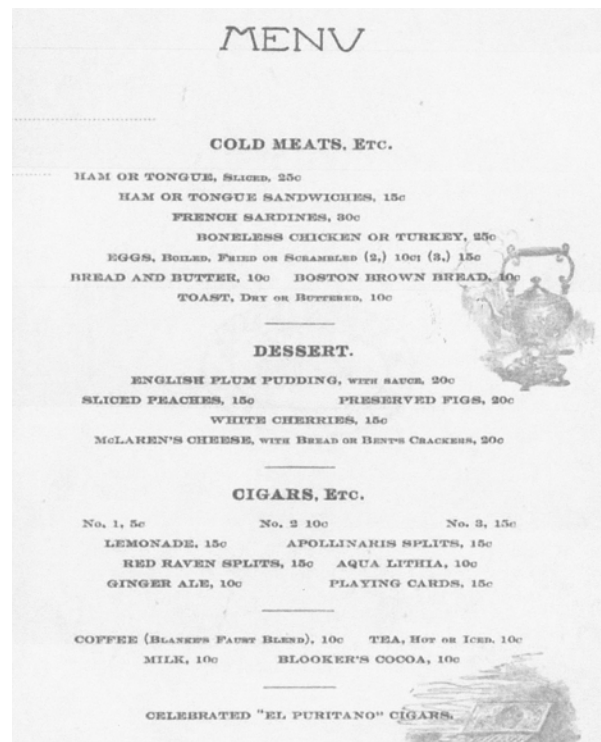 MENU
COLD MEATS, ETC.
HAM OR TONGUE, SLICED, 25c
HAM OR TONGUE SANDWICHES, 15c
FRENCH SARDINES, 30c
BONELESS CHICKEN OR TURKEY, 25c
EGGS, BOILED, FRIED OR SCRAMBLED (2,) 10c; (3,) 15c
BREAD AND BUTTER, 10c BOSTON BROWN BREAD, 10c
TOAST, DRY OR BUTTERED, 10c
DESSERT.
ENGLISH PLUM PUDDING, WITH SAUCE, 20c
SLICED PEACHES, 15c PRESERVED FIGS, 20c
WHITE CHERRIES, 15c
McLAREN'S CHEESE, WITH BREAD OR BENT'S CRACKERS, 20c
CIGARS, ETC.
No. 1, 5c No. 2 10c No. 3, 15c
LEMONADE, 15c APOLLINARIS SPLITS, 15c
RED RAVEN SPLITS, 15c AQUA LITHIA, 10c
GINGER ALE, 10c PLAYING CARDS, 15c
COFFEE (BLANKE'S FAUST BLEND), 10c TEA, HOT OR ICED, 10c
MILK, 10c BLOOKER'S COCOA, 10c
CELEBRATED "EL PURITANO" CIGARS.